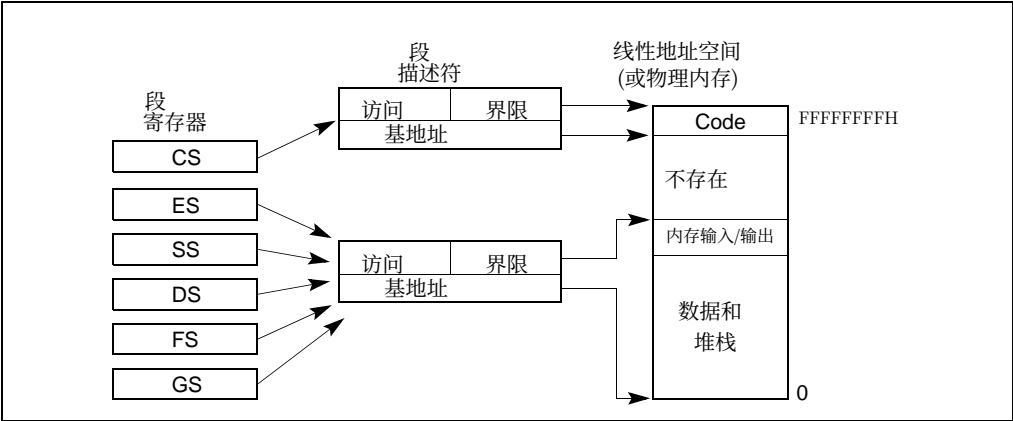 段
描述符
线性地址空间
(或物理内存)
段
寄存器
访问
界限
基地址
Code
FFFFFFFFH
CS
不存在
ES
内存输入/输出
SS
访问
界限
基地址
DS
数据和
堆栈
FS
GS
0